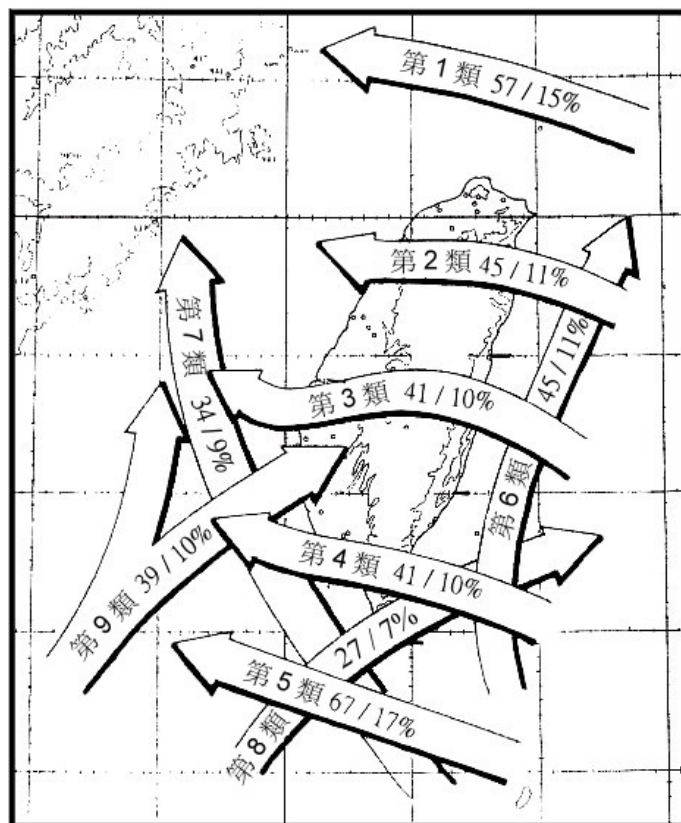 第 1 類 57 / 15%
第 2 類 45 / 11%
第 3 類 41 / 10%
第 4 類 41 / 10%
第 5 類 67 / 17%
第 6 類 45 / 11%
第 7 類 34 / 9%
第 8 類 27 / 7%
第 9 類 39 / 10%